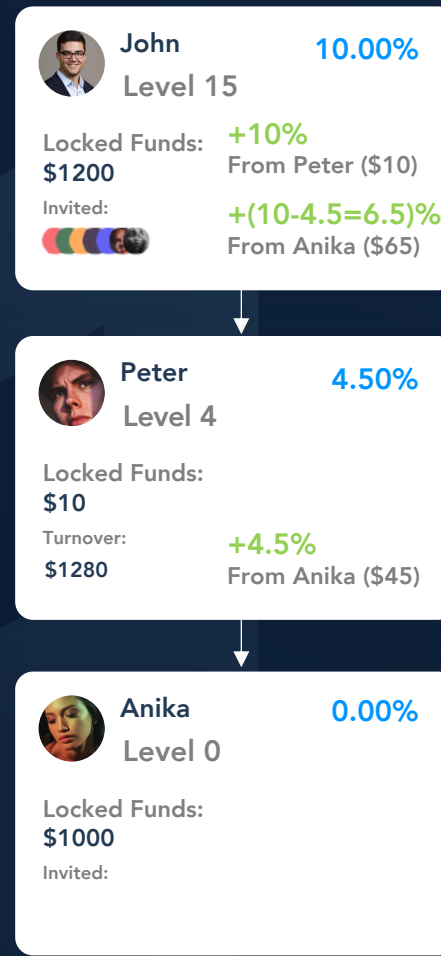 John
10.00%
Level 15
Locked Funds:
$1200
Invited:
+10%
From Peter ($10)
+(10-4.5=6.5)%
From Anika ($65)
Peter
4.50%
Level 4
Locked Funds:
$10
Turnover:
$1280
+4.5%
From Anika ($45)
Anika
0.00%
Level 0
Locked Funds:
$1000
Invited: